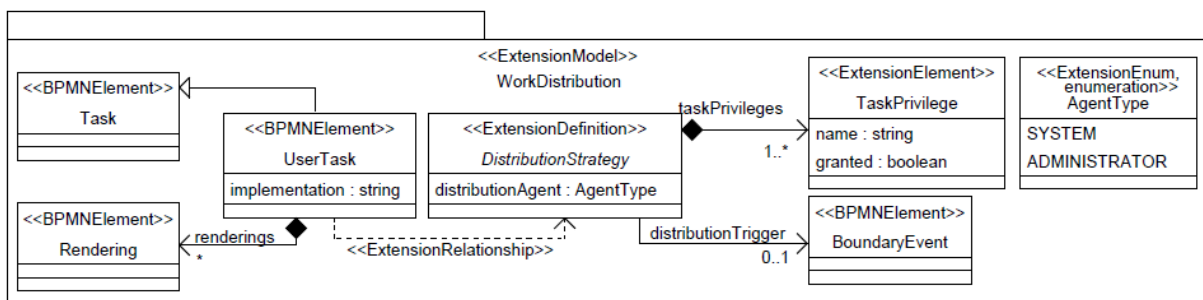 <<ExtensionModel>>
WorkDistribution
<<BPMNElement>>
Task
<<BPMNElement>>
UserTask
implementation : string
<<ExtensionDefinition>>
DistributionStrategy
distributionAgent : AgentType
taskPrivileges
1..*
<<ExtensionElement>>
TaskPrivilege
name : string
granted : boolean
<<ExtensionEnum,
enumeration>>
AgentType
SYSTEM
ADMINISTRATOR
<<BPMNElement>>
Rendering
renderings
*
<<ExtensionRelationship>>
distributionTrigger
0..1
<<BPMNElement>>
BoundaryEvent